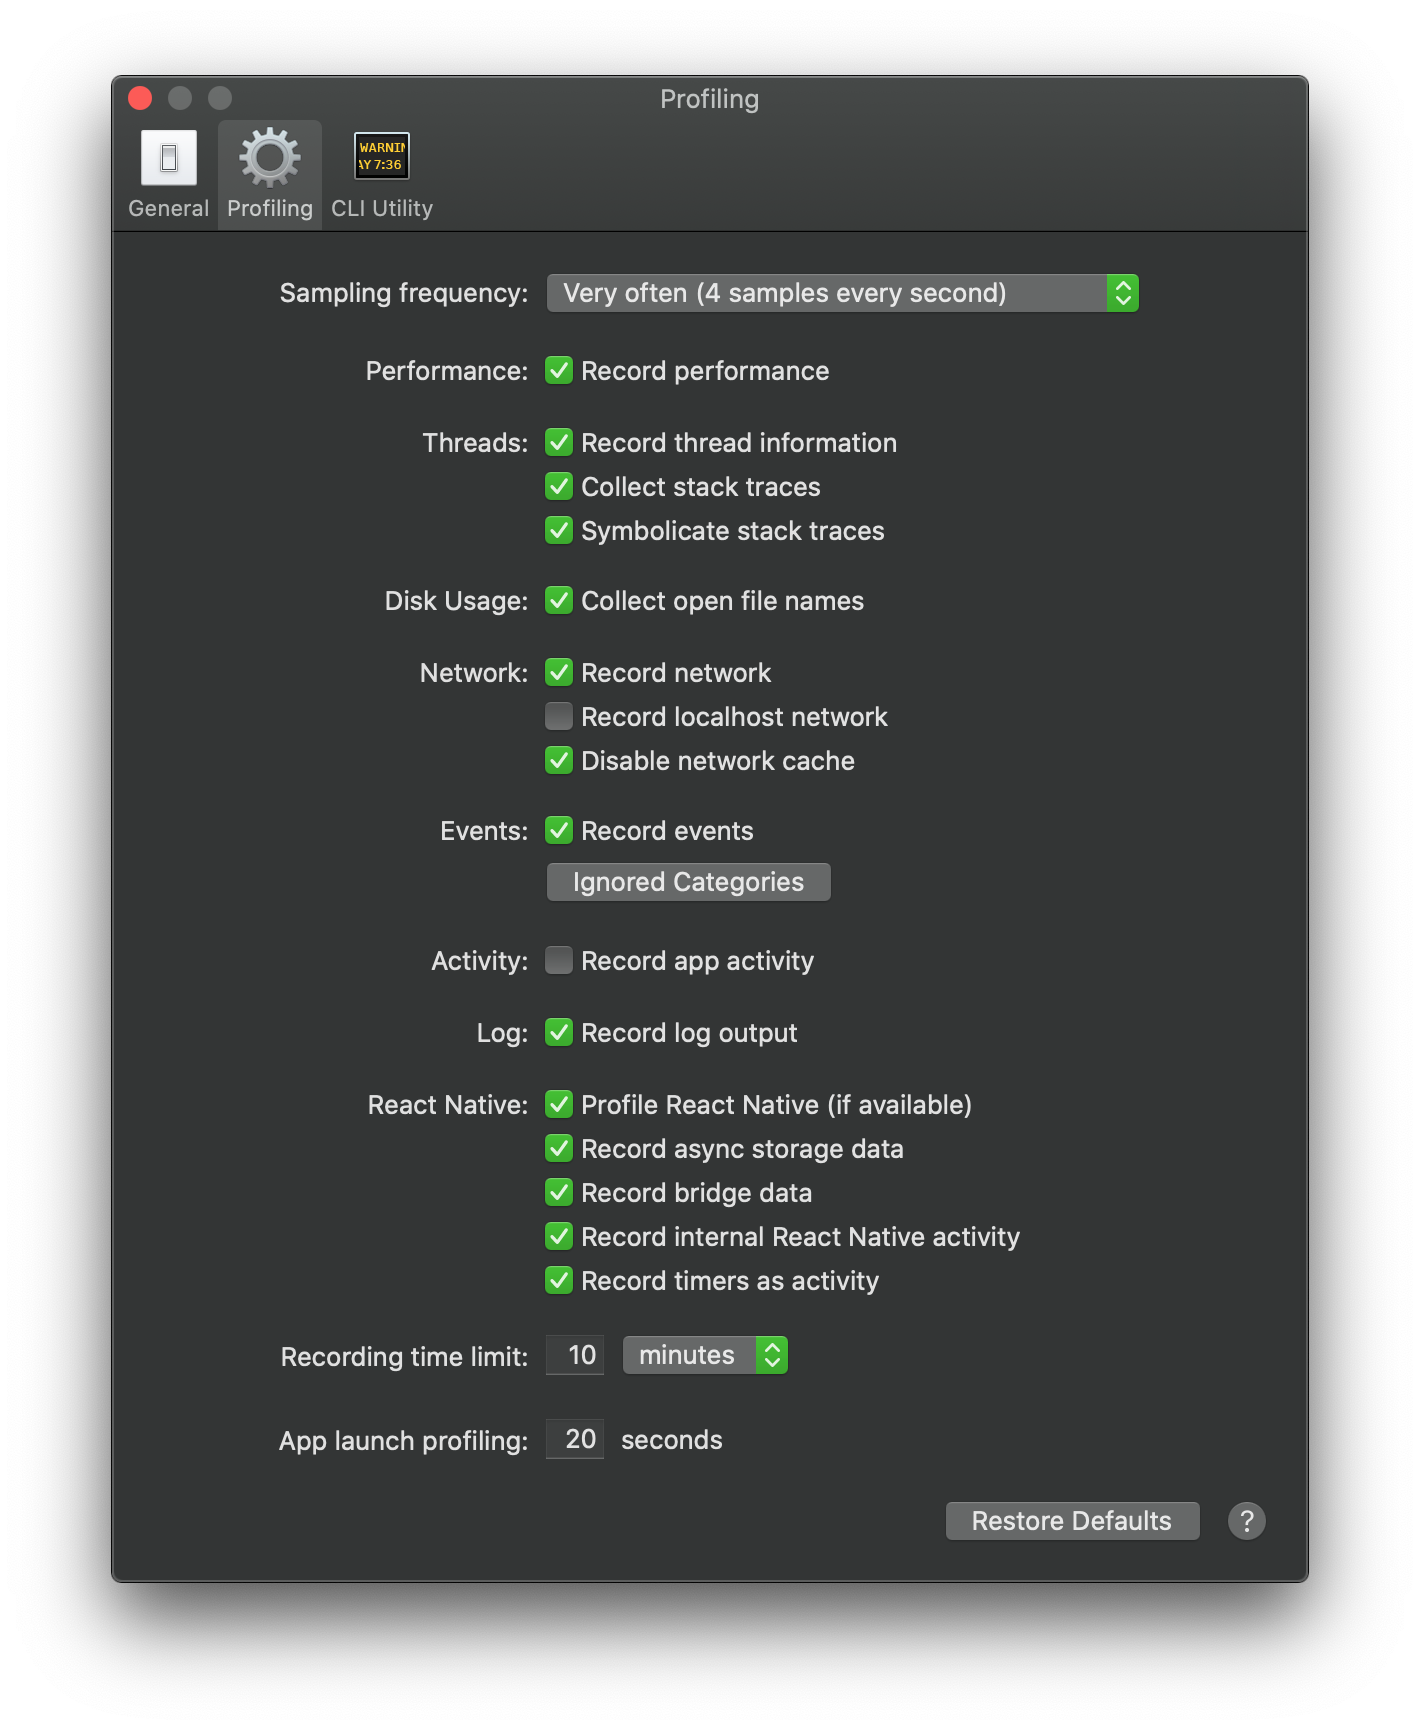 Profiling
WARNIN
AY 7:36
General
Profiling
CLI Utility
Sampling frequency: Very often (4 samples every second)
Performance: Record performance
Threads: Record thread information
Collect stack traces
Symbolicate stack traces
Disk Usage: Collect open file names
Network: Record network
Record localhost network
Disable network cache
Events: Record events
Ignored Categories
Activity: Record app activity
Log: Record log output
React Native: Profile React Native (if available)
Record async storage data
Record bridge data
Record internal React Native activity
Record timers as activity
Recording time limit: 10 minutes
App launch profiling: 20 seconds
Restore Defaults ?